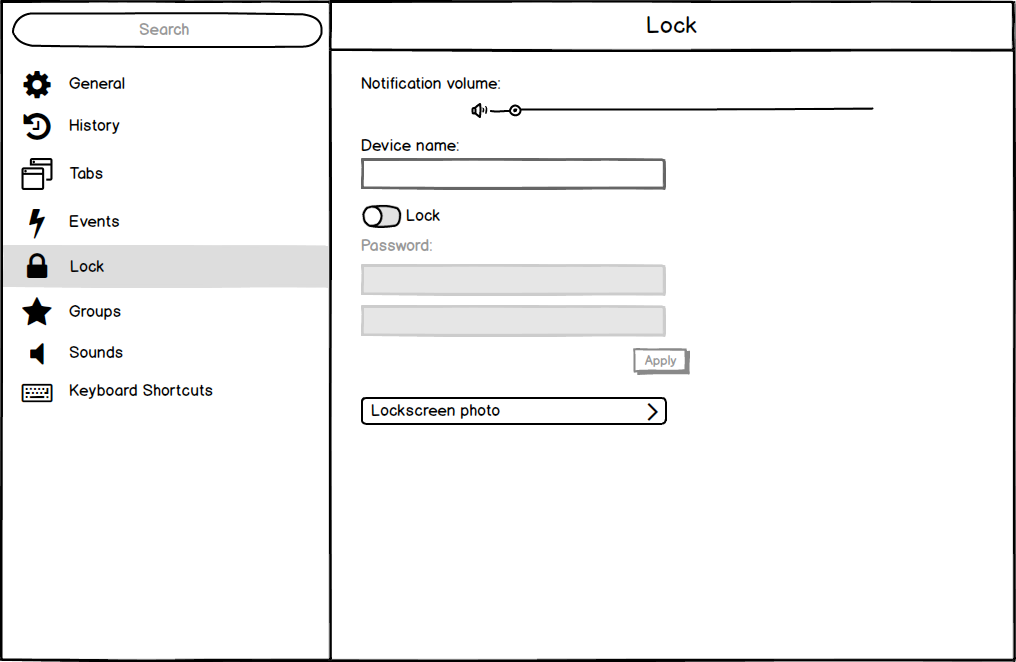 Search
General
History
Tabs
Events
Lock
Groups
Sounds
Keyboard Shortcuts
Lock
Notification volume:
Device name:
Lock
Password:
Apply
Lockscreen photo